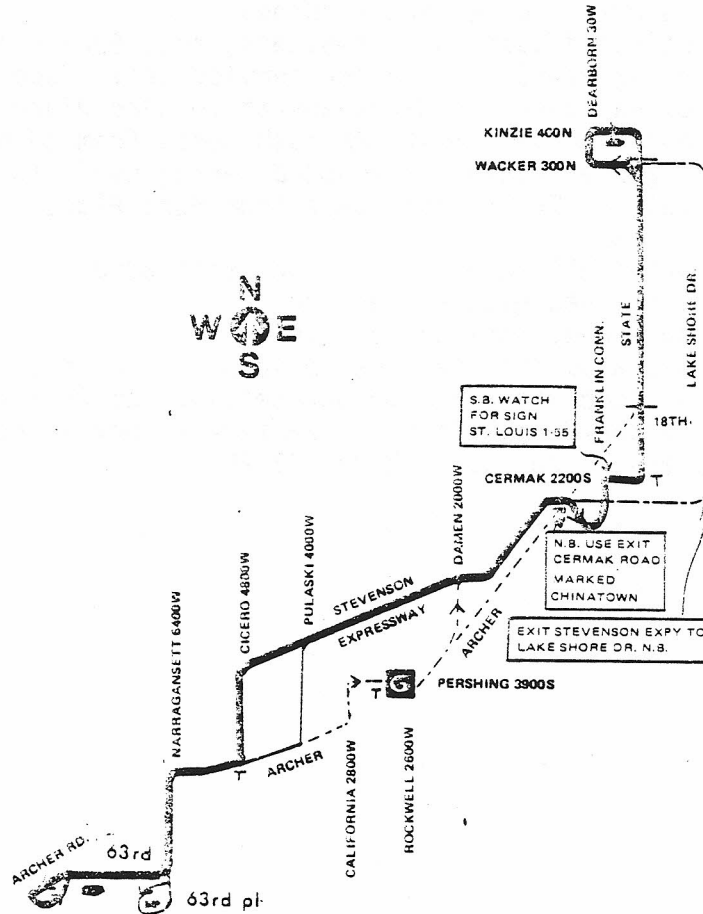 DEARBORN 30W
KINZIE 400N
WACKER 300N
N
W E
S
LAKE SHORE DR.
STATE
FRANKLIN CONN.
S.B. WATCH
FOR SIGN
ST. LOUIS 1-55
18TH
CERMAK 2200S
T
DAMEN 2000W
N.B. USE EXIT
CERMAK ROAD
MARKED
CHINATOWN
PULASKI 4000W
CICERO 4800W
STEVENSON
EXPRESSWAY
ARCHER
EXIT STEVENSON EXPY TO
LAKE SHORE DR. N.B.
NARRAGANSETT 6400W
T
G
PERSHING 3900S
T
ARCHER
CALIFORNIA 2800W
ROCKWELL 2600W
ARCHER RD.
63rd
63rd pl